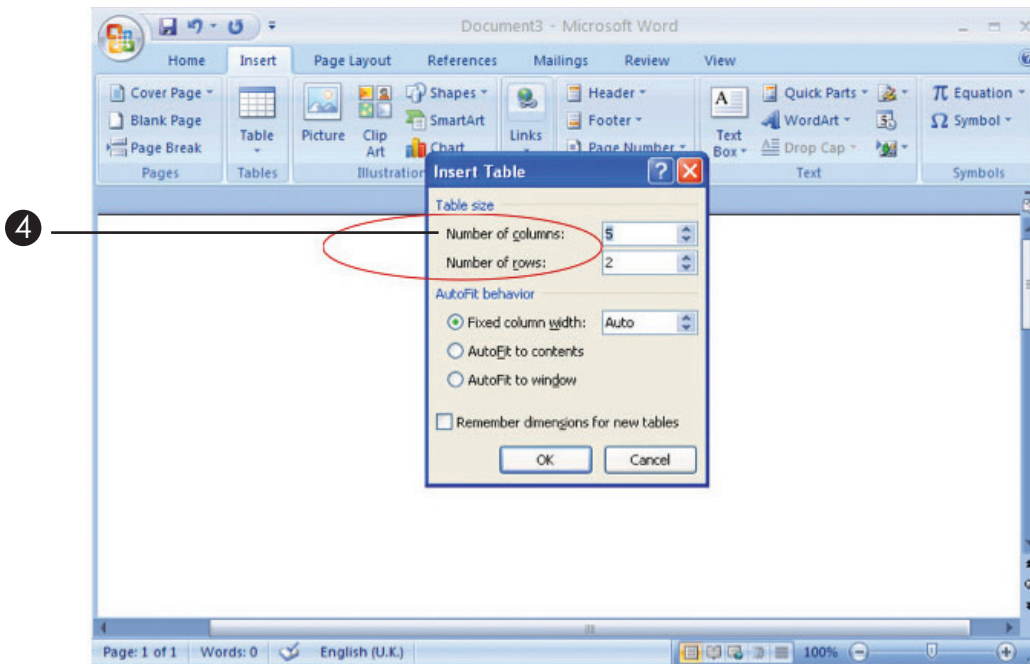 Document3 - Microsoft Word
Home Insert Page Layout References Mailings Review View
Cover Page
Blank Page
Page Break
Pages
Table
Tables
Picture
Clip Art
Shapes
SmartArt
Chart
Illustration
Links
Header
Footer
Page Number
A
Text Box
Quick Parts
WordArt
Drop Cap
Text
π Equation
Ω Symbol
Symbols
Insert Table
Table size
4
Number of columns: 5
Number of rows: 2
AutoFit behavior
Fixed column width: Auto
AutoFit to contents
AutoFit to window
Remember dimensions for new tables
OK Cancel
Page: 1 of 1 Words: 0 English (U.K.) 100%